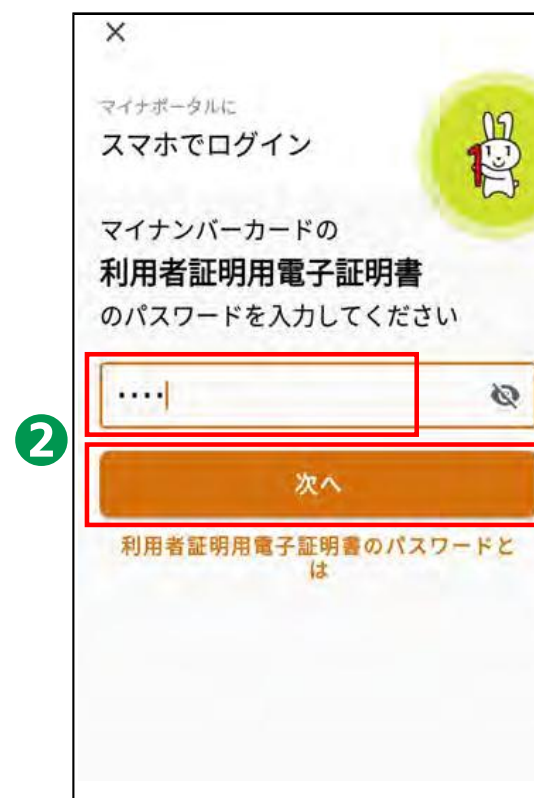 ×
マイナポータルに
スマホでログイン
マイナンバーカードの
利用者証明用電子証明書
のパスワードを入力してください
••••
2
次へ
利用者証明用電子証明書のパスワードと
は